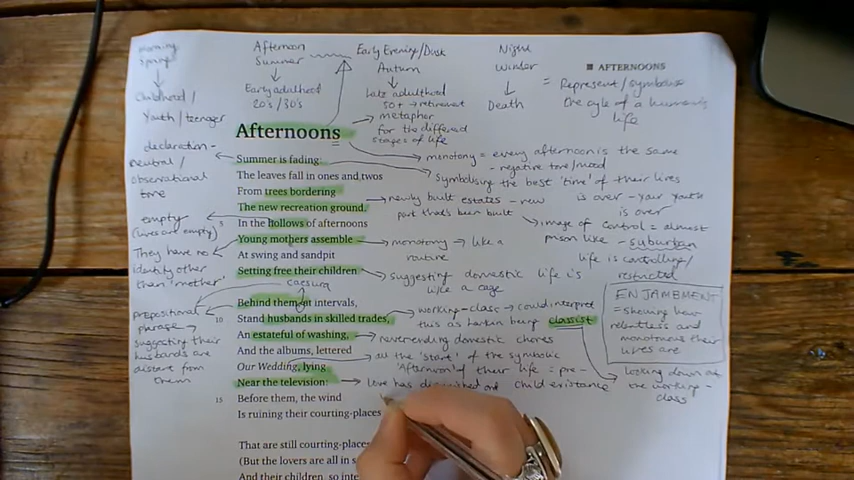 morning
Spring
Childhood/
Youth/teenager
Afternoon
Summer
Early adulthood
20's/30's
Early Evening/Dusk
Autumn
Late adulthood
50+ → retirement
metaphor
for the different
stages of life
Night
Winter
Death
■ AFTERNOONS
= Represent/symbolise
the cycle of a human's
life
Afternoons
declaration-
neutral/
observational
tone
empty
(lives are empty)
They have no
identity other
than 'mother'
prepositional
phrase →
suggesting their
husbands are
distant from
them
Summer is fading:
The leaves fall in ones and twos
From trees bordering
The new recreation ground.
5 In the hollows of afternoons
Young mothers assemble
At swing and sandpit
Setting free their children.
caesura
Behind them, at intervals,
10 Stand husbands in skilled trades,
An estateful of washing,
And the albums, lettered
Our Wedding, lying
Near the television:
15 Before them, the wind
Is ruining their courting-places
That are still courting-places
(But the lovers are all in
And their children, so
monotony = every afternoon is the same
- negative tone/mood
Symbolising the best 'time' of their lives
is over - your youth
is over
newly built estates - new
part that's been built
image of control = almost
prison like - suburban
life is controlling/
restricted
monotony → like a
routine
suggesting domestic life is
like a cage
working-class → could interpret
this as Larkin being classist
neverending domestic chores
all the 'start' of the symbolic
'Afternoon' of their life = pre-
child existance
love has diminished and
ENJAMBMENT
= showing how
relentless and
monotonous their
lives are
looking down at
the working-
class